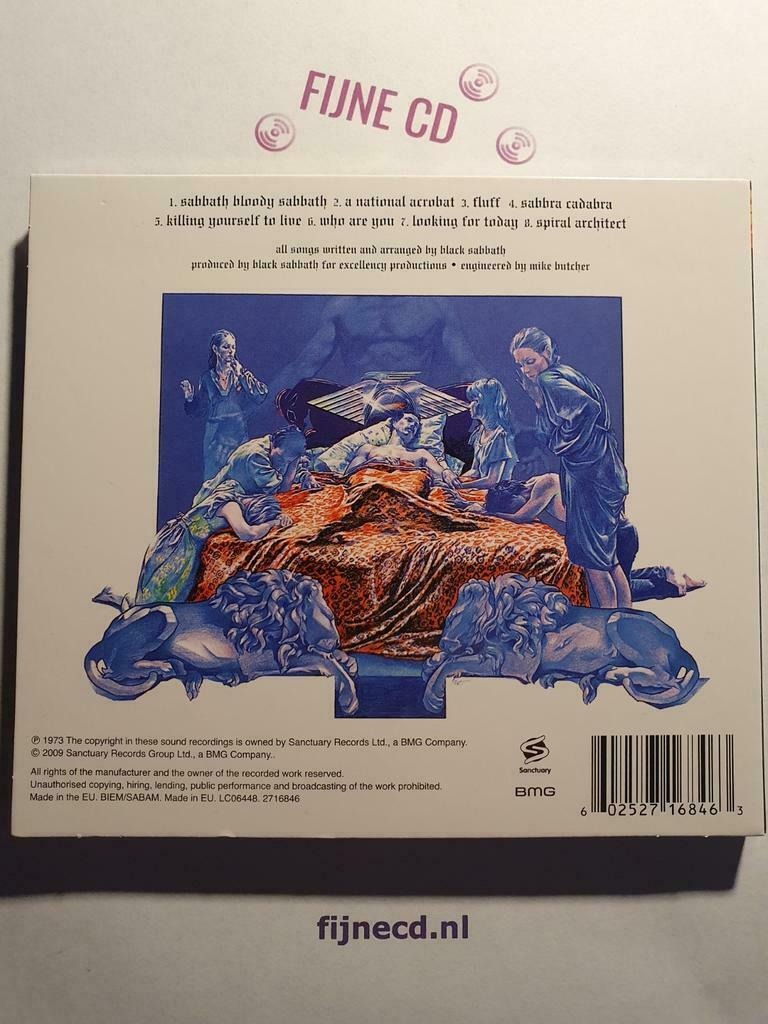 FIJNE CD
1. sabbath bloody sabbath 2. a national acrobat 3. fluff 4. sabbra cadabra
5. killing yourself to live 6. who are you 7. looking for today 8. spiral architect
all songs written and arranged by black sabbath
produced by black sabbath for excellency productions • engineered by mike butcher
℗ 1973 The copyright in these sound recordings is owned by Sanctuary Records Ltd., a BMG Company.
© 2009 Sanctuary Records Group Ltd., a BMG Company..
All rights of the manufacturer and the owner of the recorded work reserved.
Unauthorised copying, hiring, lending, public performance and broadcasting of the work prohibited.
Made in the EU. BIEM/SABAM. Made in EU. LC06448. 2716846
Sanctuary
BMG
6 02527 16846 3
fijnecd.nl